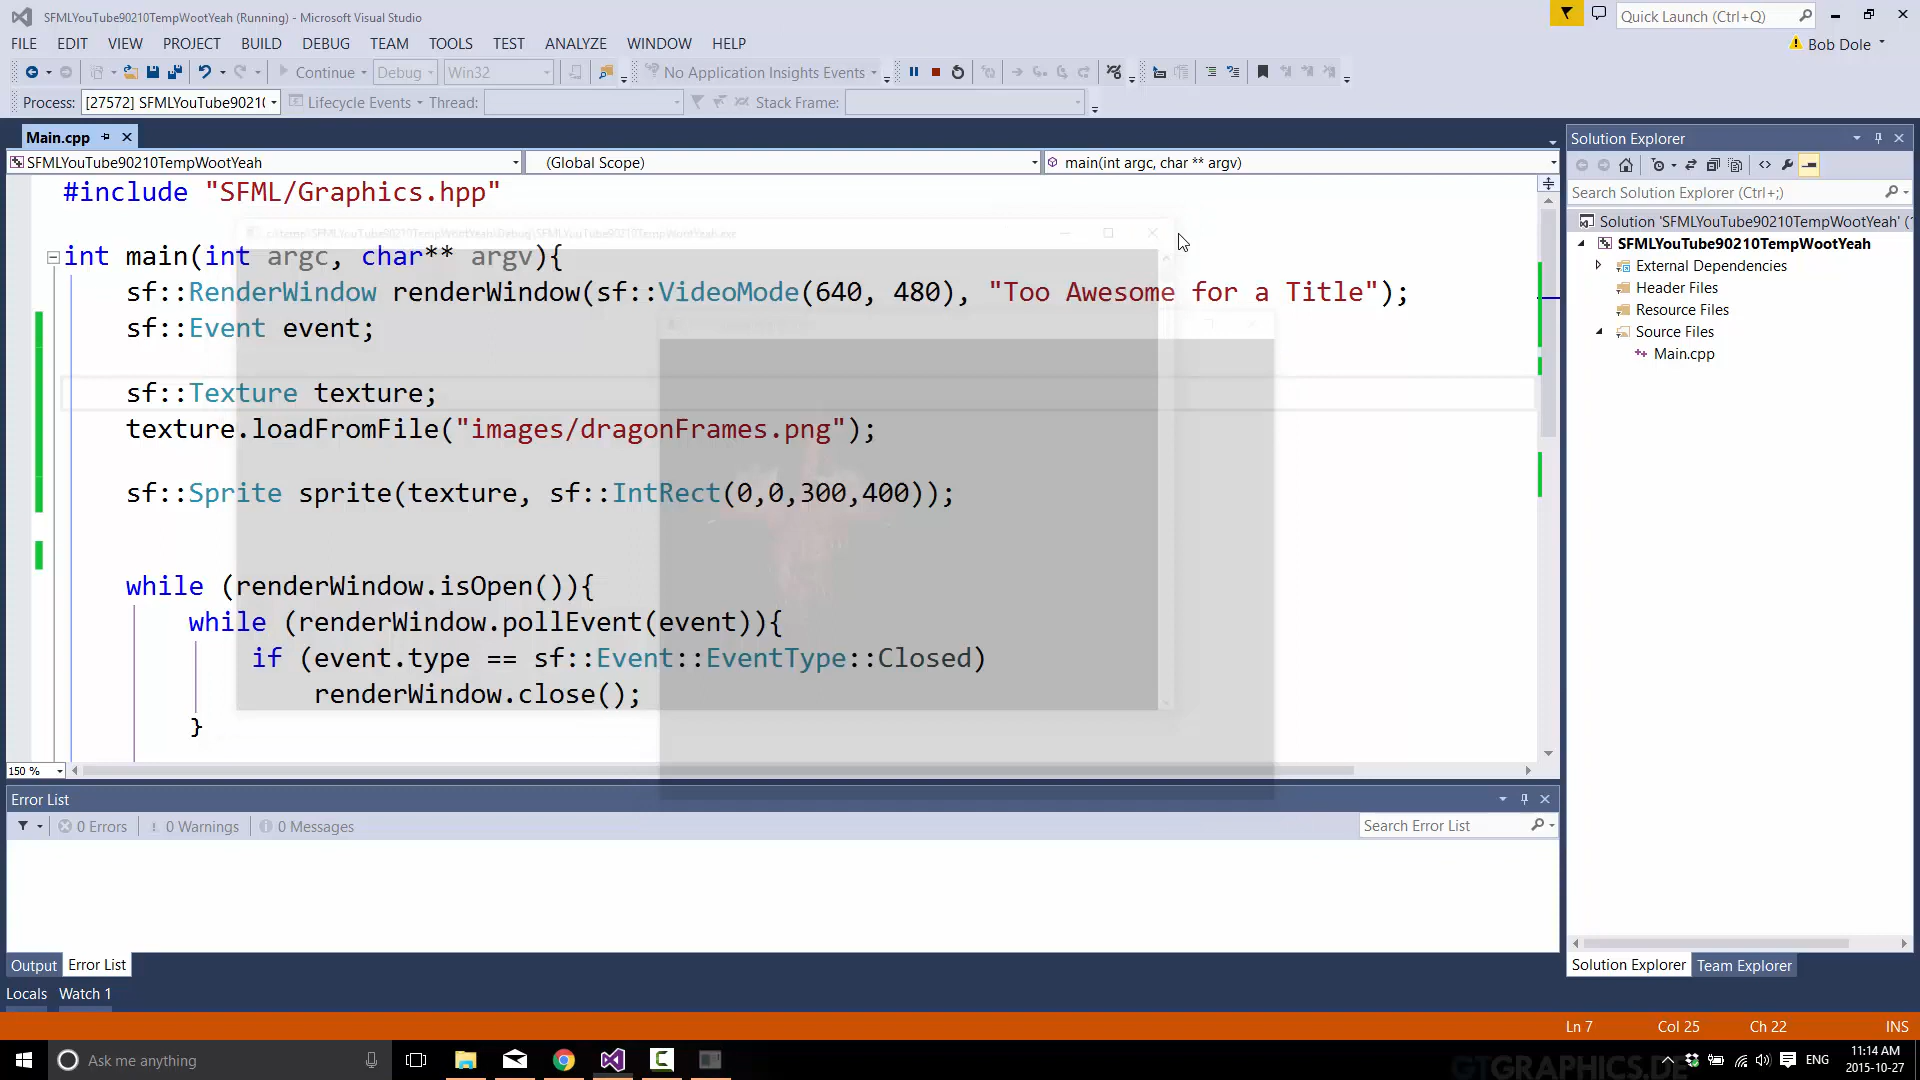 SFMLYouTube90210TempWootYeah (Running) - Microsoft Visual Studio
Quick Launch (Ctrl+Q)
FILE EDIT VIEW PROJECT BUILD DEBUG TEAM TOOLS TEST ANALYZE WINDOW HELP
Bob Dole
Continue Debug Win32 No Application Insights Events
Process: [27572] SFMLYouTube90210 Lifecycle Events Thread: Stack Frame:
Main.cpp
SFMLYouTube90210TempWootYeah (Global Scope) main(int argc, char ** argv)
#include "SFML/Graphics.hpp"
int main(int argc, char** argv){
sf::RenderWindow renderWindow(sf::VideoMode(640, 480), "Too Awesome for a Title");
sf::Event event;
sf::Texture texture;
texture.loadFromFile("images/dragonFrames.png");
sf::Sprite sprite(texture, sf::IntRect(0,0,300,400));
while (renderWindow.isOpen()){
while (renderWindow.pollEvent(event)){
if (event.type == sf::Event::EventType::Closed)
renderWindow.close();
}
150 %
Solution Explorer
Search Solution Explorer (Ctrl+;)
Solution 'SFMLYouTube90210TempWootYeah' (
SFMLYouTube90210TempWootYeah
External Dependencies
Header Files
Resource Files
Source Files
Main.cpp
Error List
0 Errors 0 Warnings 0 Messages
Search Error List
Output Error List
Solution Explorer Team Explorer
Locals Watch 1
Ln 7 Col 25 Ch 22 INS
Ask me anything
GTGRAPHICS.DE
ENG
11:14 AM
2015-10-27